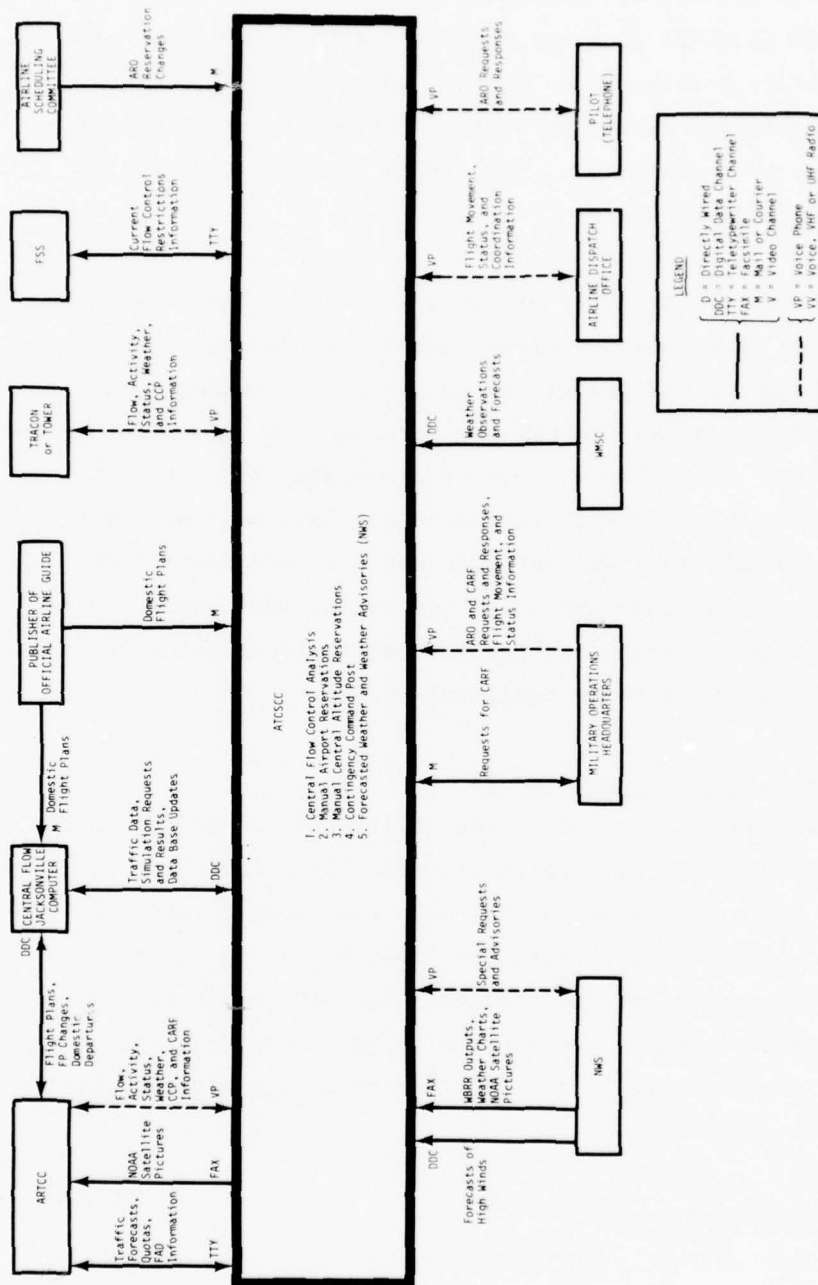 ARTCC
DDC
Flight Plans,
FP Changes,
Domestic
Departures
DDC
CENTRAL FLOW
JACKSONVILLE
COMPUTER
M
Domestic
Flight Plans
PUBLISHER OF
OFFICIAL AIRLINE GUIDE
TRACON
or TOWER
FSS
AIRLINE
SCHEDULING
COMMITTEE
Traffic
Forecasts,
Quotas,
FAD
Information
TTY
NOAA
Satellite
Pictures
FAX
Flow,
Activity,
Status,
Weather,
CCP, and CARF
Information
VP
Traffic Data,
Simulation Requests
and Results,
Data Base Updates
DDC
Domestic
Flight Plans
M
Flow, Activity,
Status, Weather,
and CCP
Information
VP
Current
Flow Control
Restrictions
Information
TTY
ARO
Reservation
Changes
M
ATCSCC
1. Central Flow Control Analysis
2. Manual Airport Reservations
3. Manual Central Altitude Reservations
4. Contingency Command Post
5. Forecasted Weather and Weather Advisories (NWS)
DDC
Forecasts of
High Winds
FAX
WBRR Outputs,
Weather Charts,
NOAA Satellite
Pictures
VP
Special Requests
and Advisories
NWS
M
Requests for CARF
VP
ARO and CARF
Requests and Responses,
Flight Movement, and
Status Information
MILITARY OPERATIONS
HEADQUARTERS
DDC
Weather
Observations
and Forecasts
WMSC
VP
Flight Movement,
Status, and
Coordination
Information
AIRLINE DISPATCH
OFFICE
VP
ARO Requests
and Responses
PILOT
(TELEPHONE)
LEGEND
D = Directly Wired
DDC = Digital Data Channel
TTY = Teletypewriter Channel
FAX = Facsimile
M = Mail or Courier
V = Video Channel
VP = Voice Phone
VV = Voice, VHF or UHF Radio